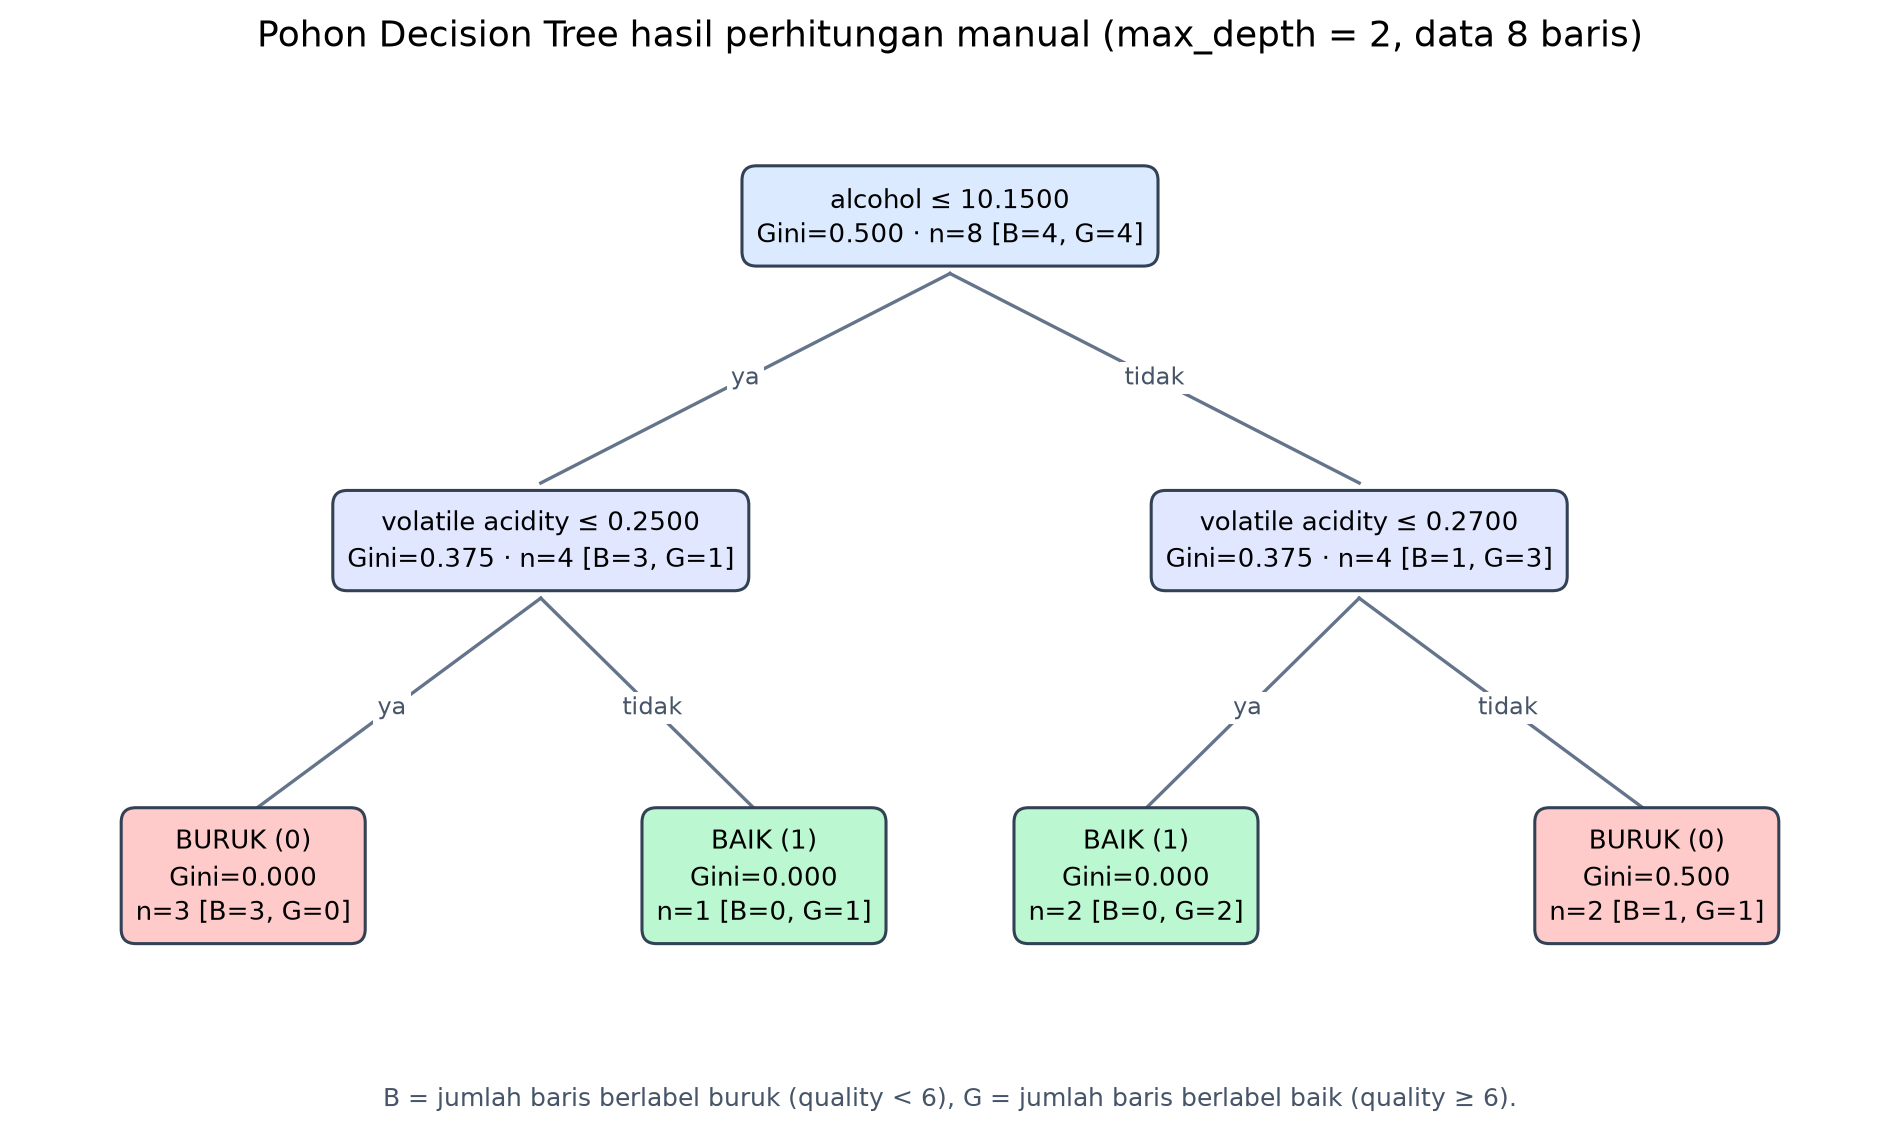 Pohon Decision Tree hasil perhitungan manual (max_depth = 2, data 8 baris)
alcohol ≤ 10.1500
Gini=0.500 · n=8 [B=4, G=4]
ya
tidak
volatile acidity ≤ 0.2500
Gini=0.375 · n=4 [B=3, G=1]
volatile acidity ≤ 0.2700
Gini=0.375 · n=4 [B=1, G=3]
ya
tidak
ya
tidak
BURUK (0)
Gini=0.000
n=3 [B=3, G=0]
BAIK (1)
Gini=0.000
n=1 [B=0, G=1]
BAIK (1)
Gini=0.000
n=2 [B=0, G=2]
BURUK (0)
Gini=0.500
n=2 [B=1, G=1]
B = jumlah baris berlabel buruk (quality < 6), G = jumlah baris berlabel baik (quality ≥ 6).